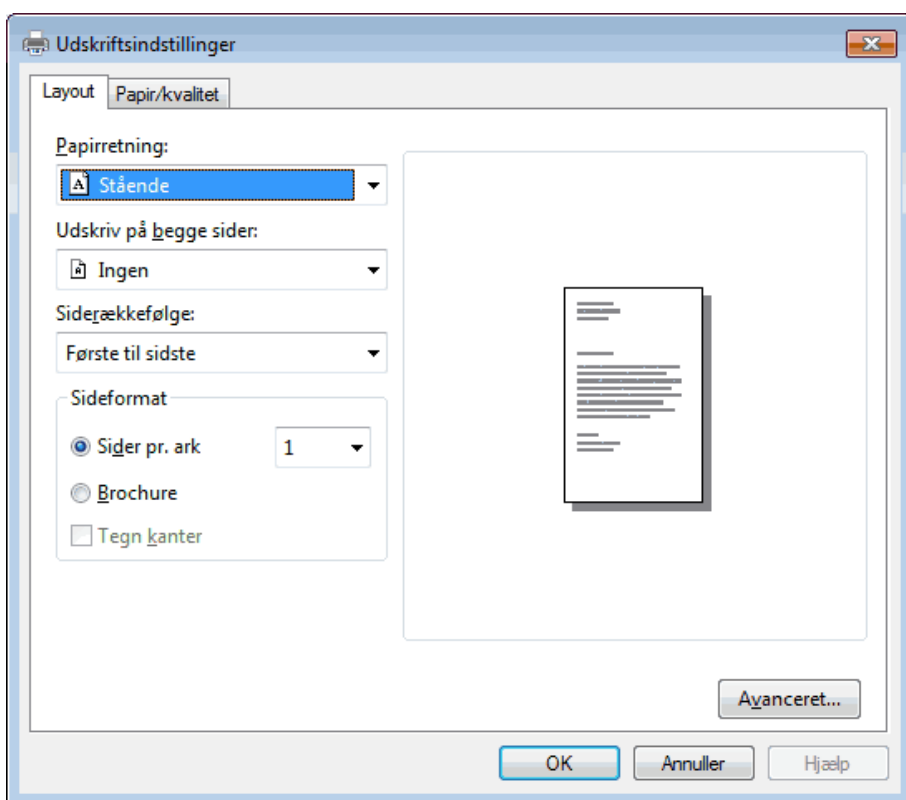 Udskriftsindstillinger
Layout
Papir/kvalitet
Papirretning:
A Stående
Udskriv på begge sider:
Ingen
Siderækkefølge:
Første til sidste
Sideformat
Sider pr. ark 1
Brochure
Tegn kanter
Avanceret...
OK Annuller Hjælp